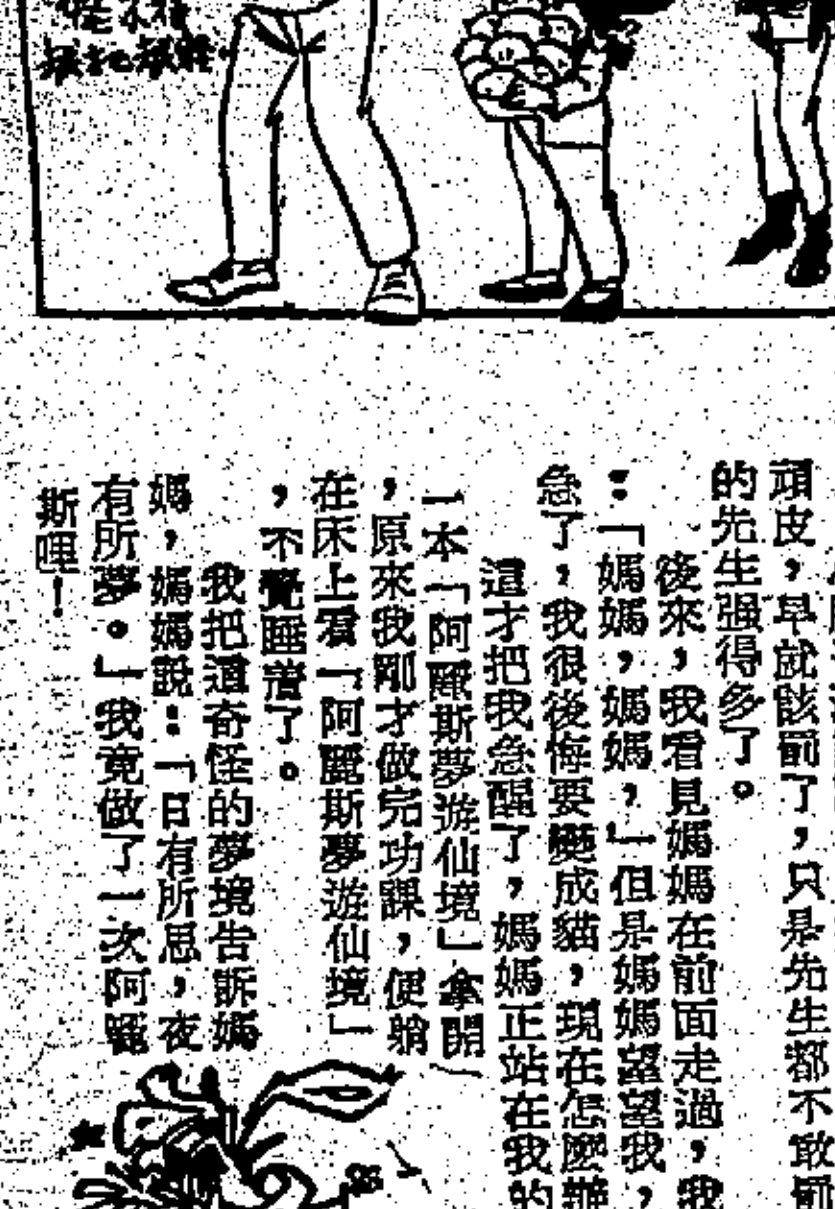 頑皮，早就該罰了，只是先生都不敢罰
的先生强得多了。
後來，我看見媽媽在前面走過，我
：「媽媽，媽媽，」但是媽媽望望我，
急了，我很後悔要變成貓，現在怎麼辦
這才把我急醒了，媽媽正站在我的
一本「阿麗斯夢游仙境」拿開
，原來我剛才做完功課，便躺
在床上看「阿麗斯夢遊仙境」
，不覺睡着了。
我把這奇怪的夢境告訴媽
媽，媽媽說：「日有所思，夜
有所夢。」我竟做了一次阿麗
斯哩！